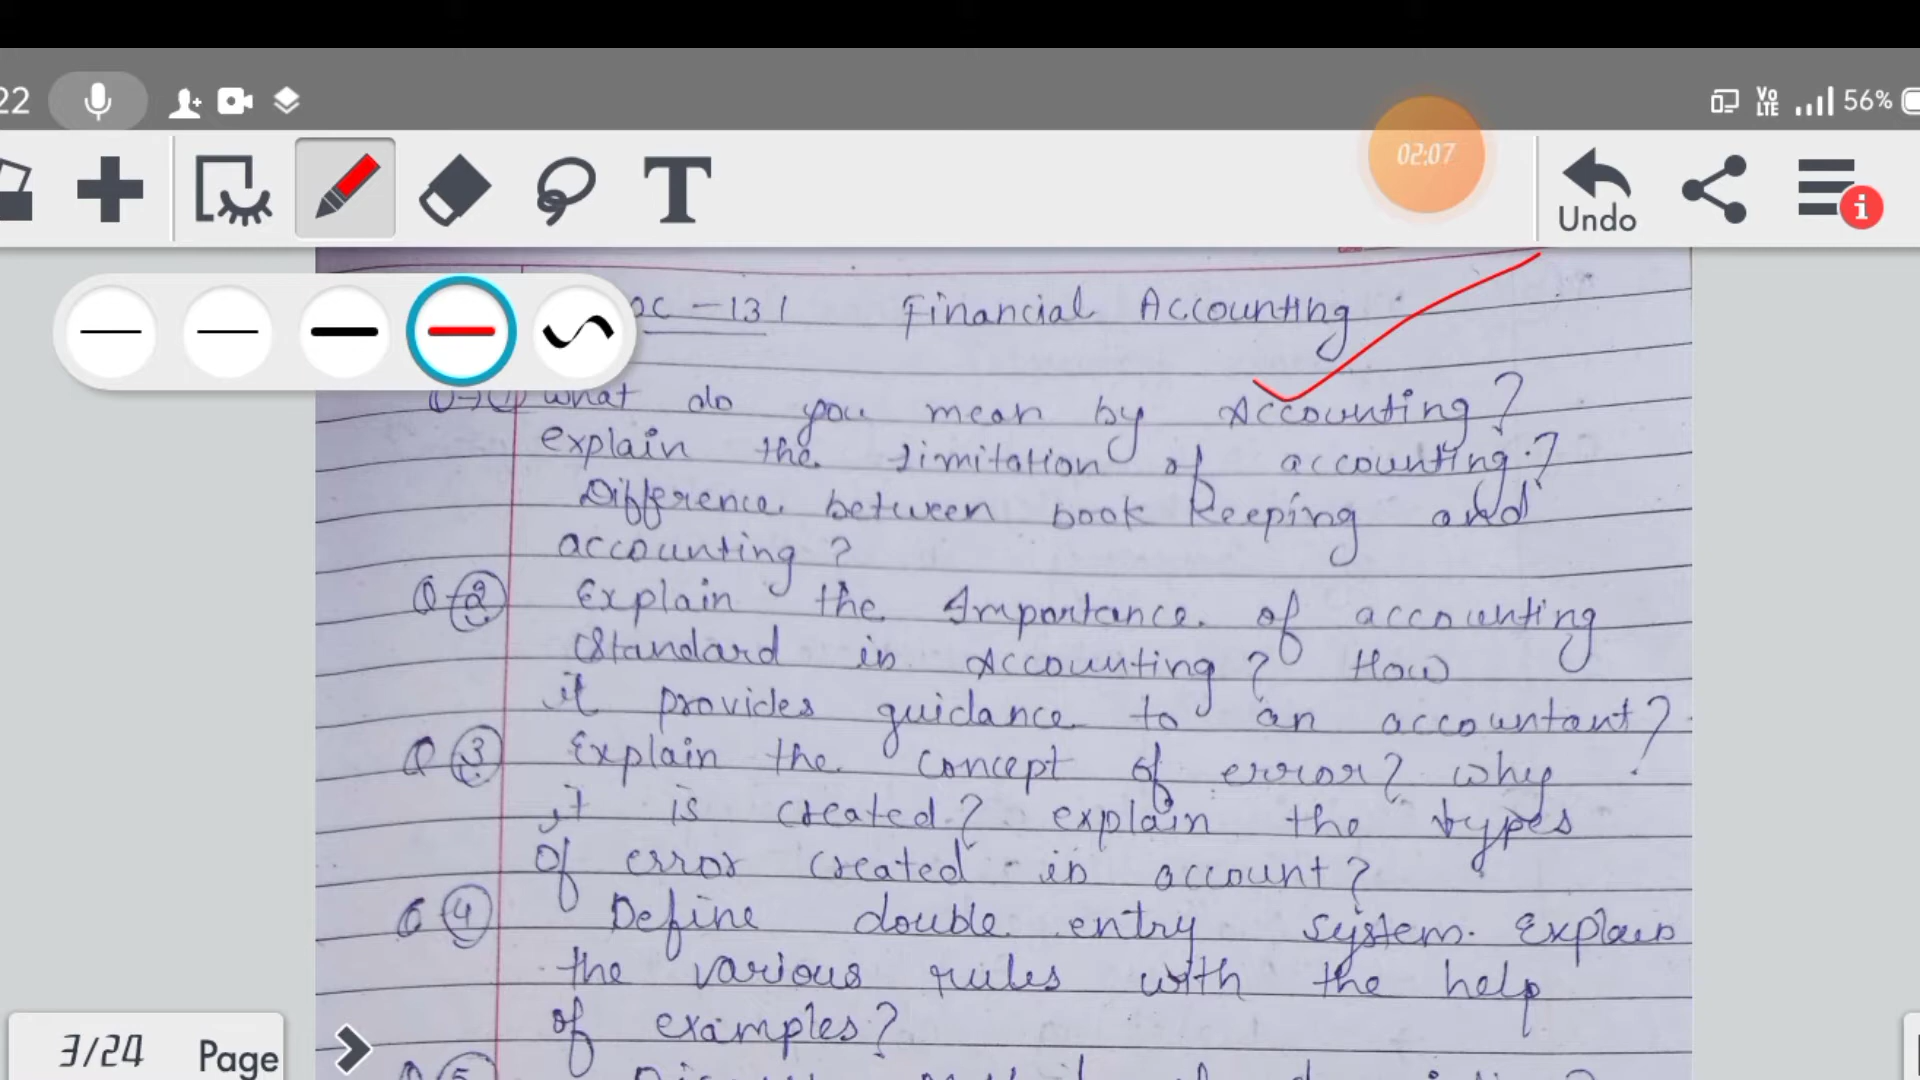 22
56%
02:07
Undo
T
OC-131 Financial Accounting
Q-1 What do you mean by Accounting?
explain the limitation of accounting.?
Difference between book keeping and
accounting?
Q-2 Explain the Importance of accounting
Standard in Accounting? How
it provides guidance to an accountant?
Q 3 Explain the concept of error? why
it is created? explain the types
of error created in account?
Q-4 Define double entry system. Explain
the various rules with the help
of examples?
3/24 Page